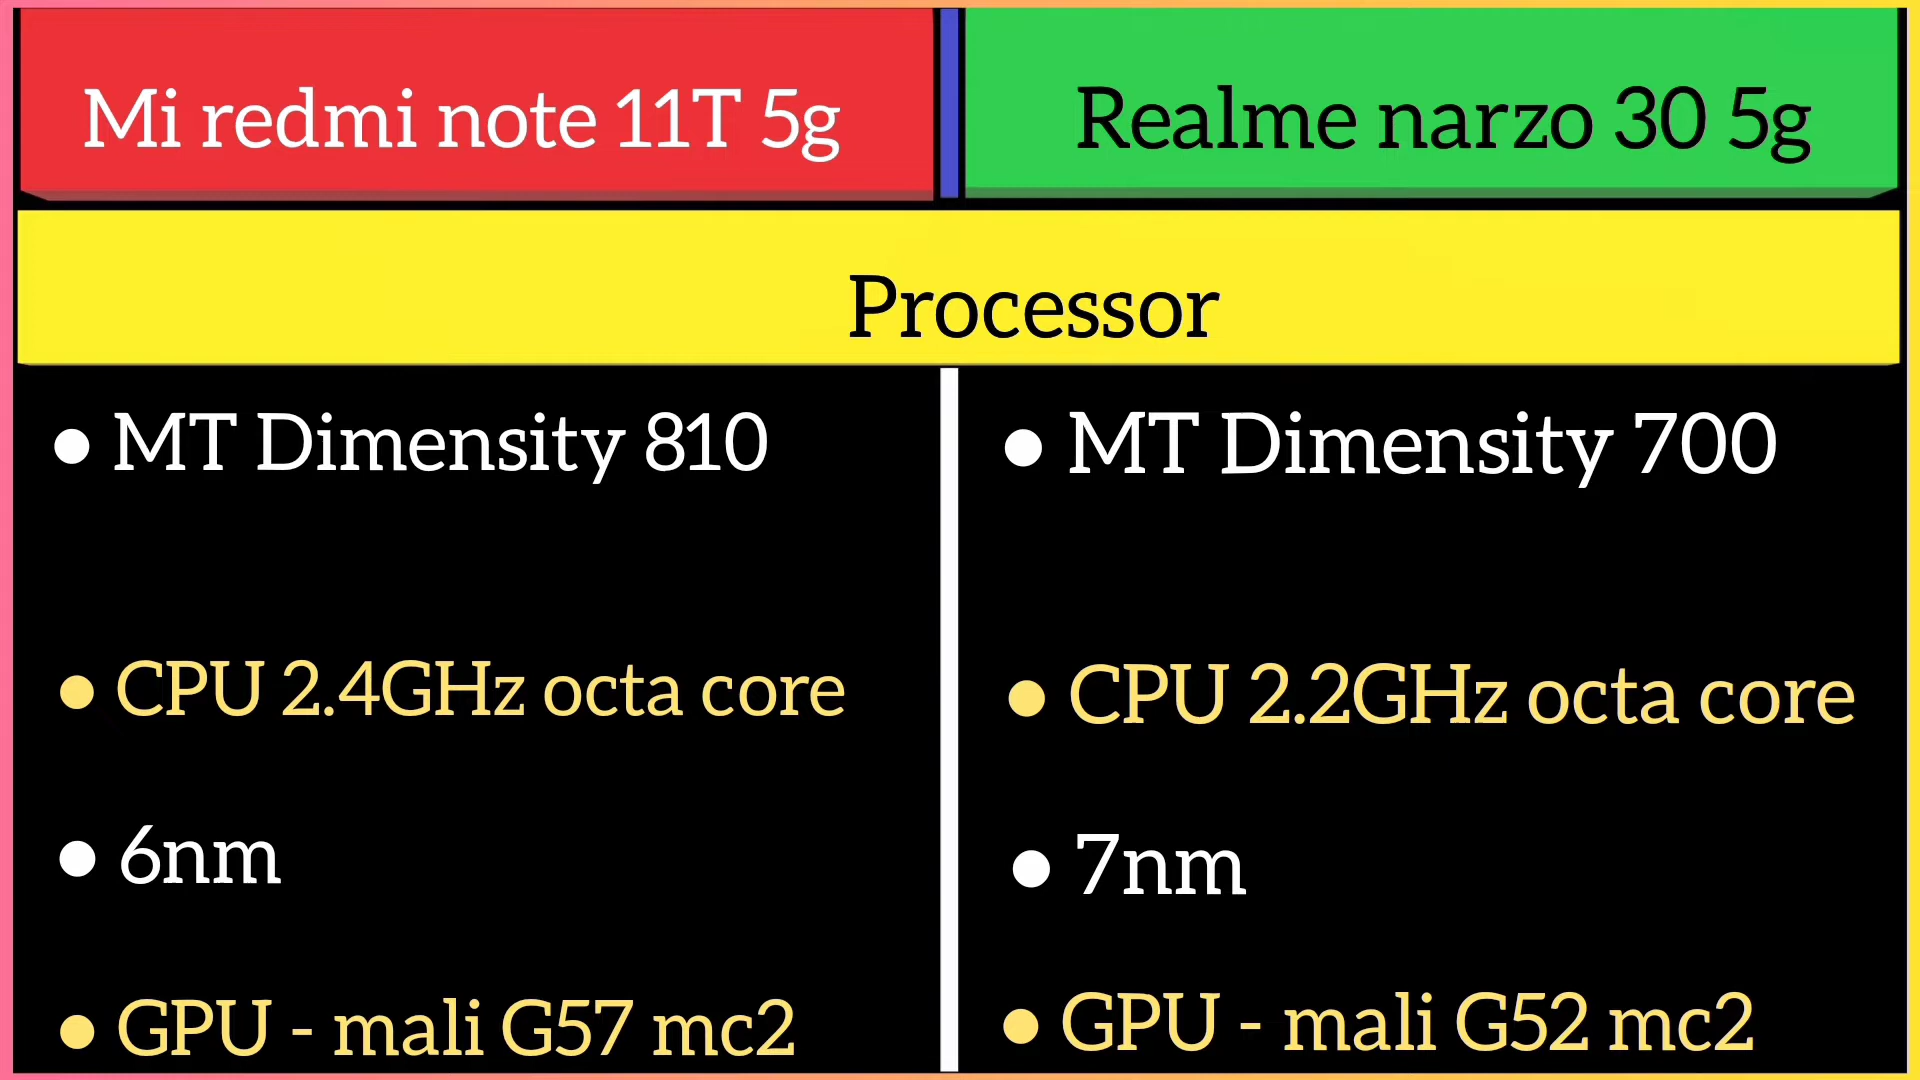 Mi redmi note 11T 5g
Realme narzo 30 5g
Processor
● MT Dimensity 810
● MT Dimensity 700
● CPU 2.4GHz octa core
● CPU 2.2GHz octa core
● 6nm
● 7nm
● GPU - mali G57 mc2
● GPU - mali G52 mc2